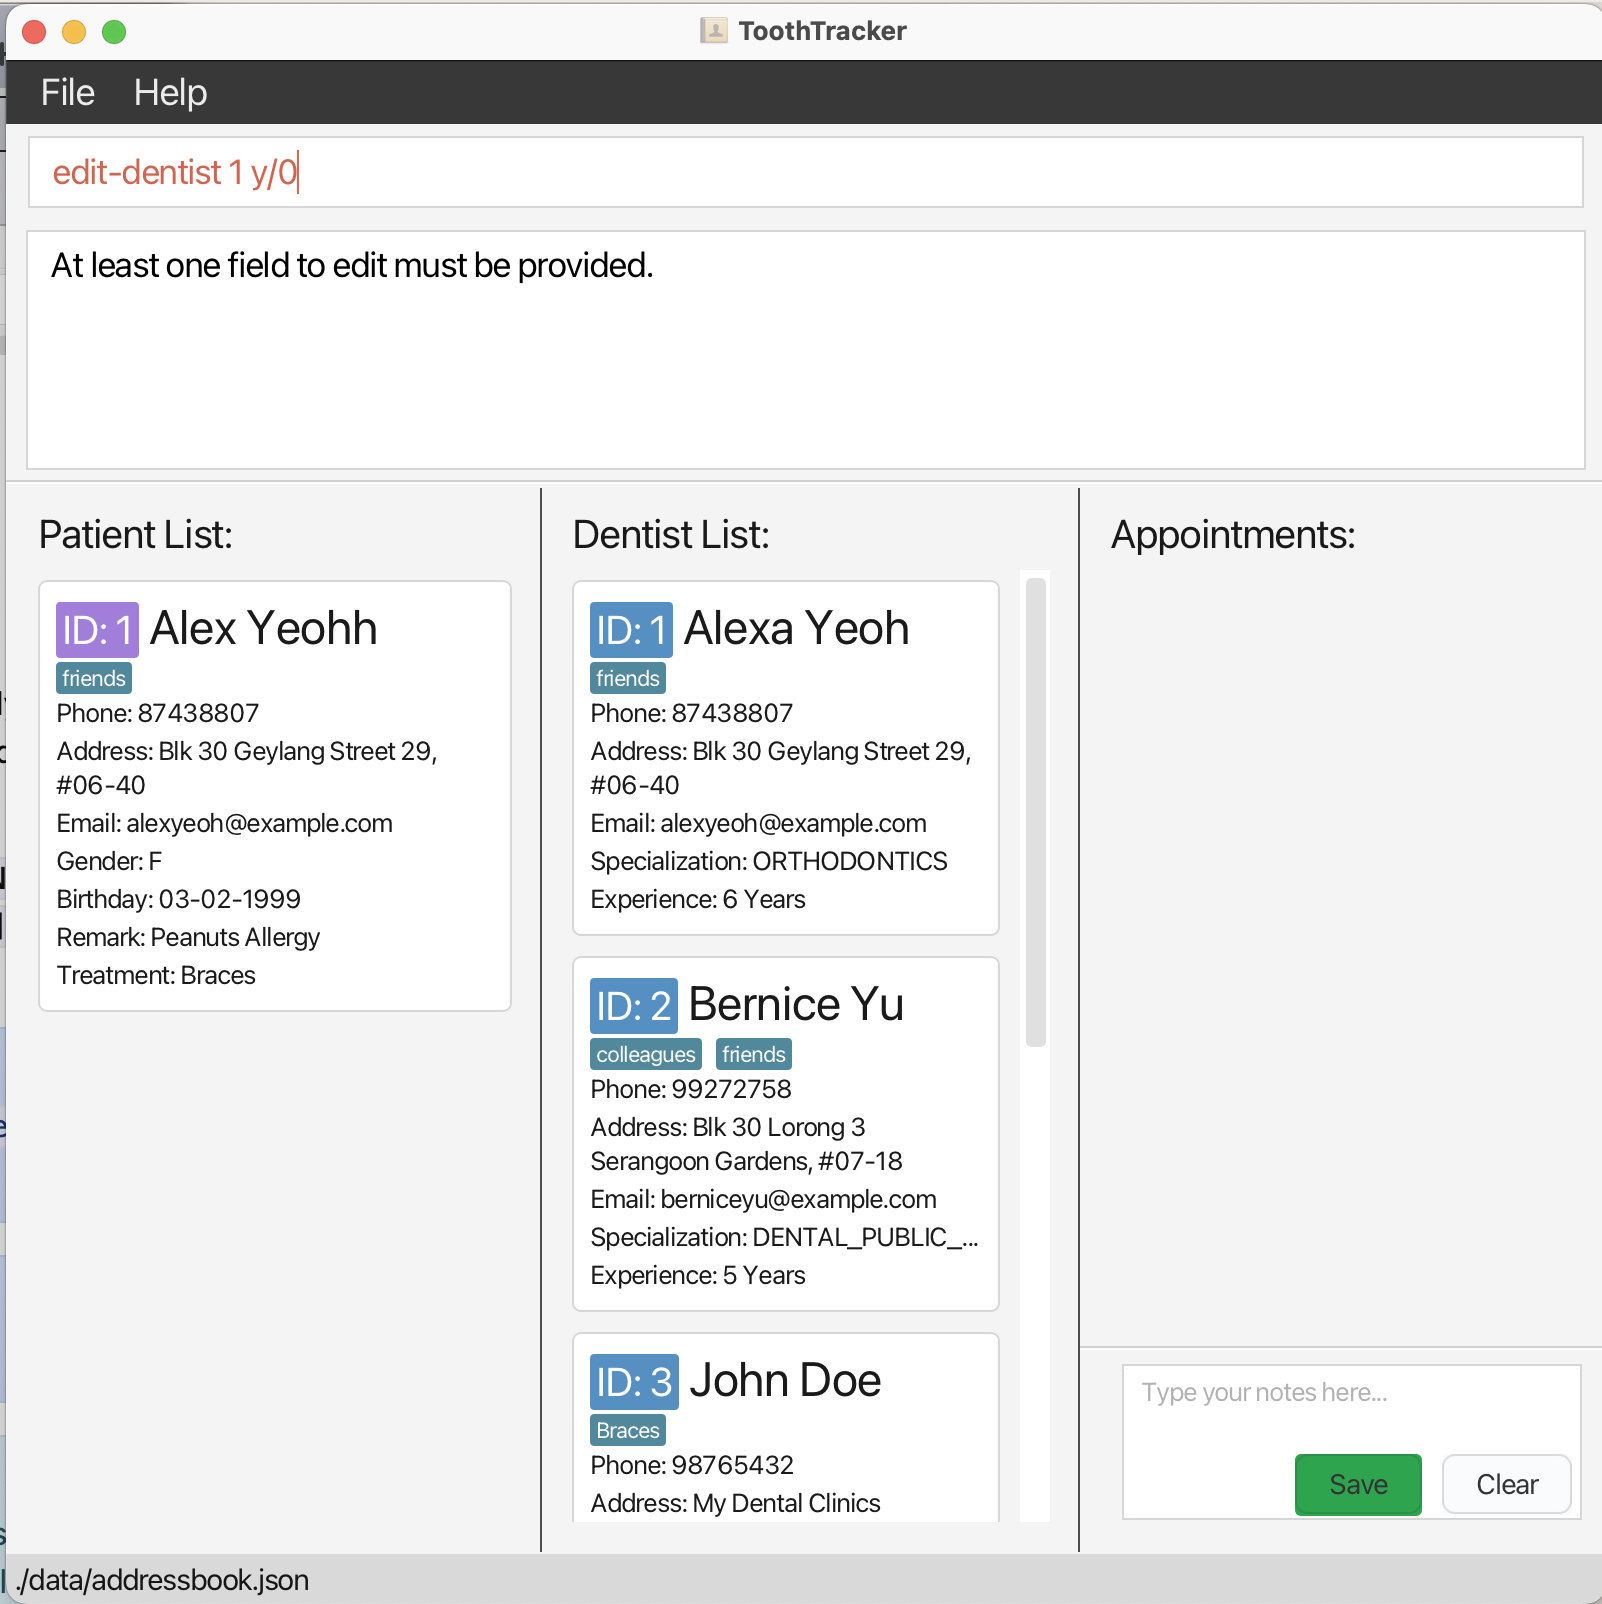 ToothTracker
File Help
edit-dentist 1 y/0
At least one field to edit must be provided.
Patient List:
ID: 1 Alex Yeohh
friends
Phone: 87438807
Address: Blk 30 Geylang Street 29,
#06-40
Email: alexyeoh@example.com
Gender: F
Birthday: 03-02-1999
Remark: Peanuts Allergy
Treatment: Braces
Dentist List:
ID: 1 Alexa Yeoh
friends
Phone: 87438807
Address: Blk 30 Geylang Street 29,
#06-40
Email: alexyeoh@example.com
Specialization: ORTHODONTICS
Experience: 6 Years
ID: 2 Bernice Yu
colleagues friends
Phone: 99272758
Address: Blk 30 Lorong 3
Serangoon Gardens, #07-18
Email: berniceyu@example.com
Specialization: DENTAL_PUBLIC_...
Experience: 5 Years
ID: 3 John Doe
Braces
Phone: 98765432
Address: My Dental Clinics
Appointments:
Type your notes here...
Save Clear
./data/addressbook.json